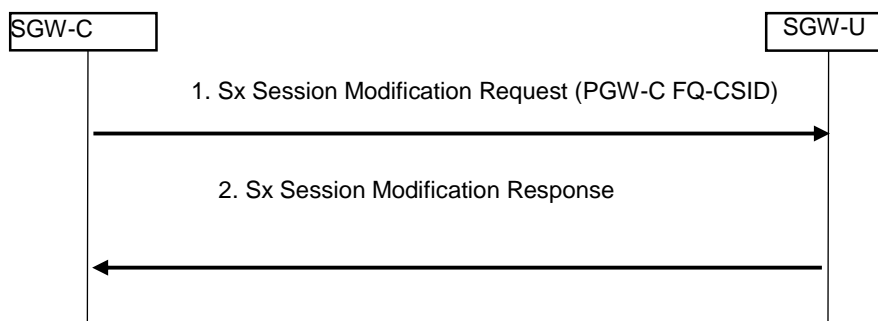 SGW-C
SGW-U
1. Sx Session Modification Request (PGW-C FQ-CSID)
2. Sx Session Modification Response